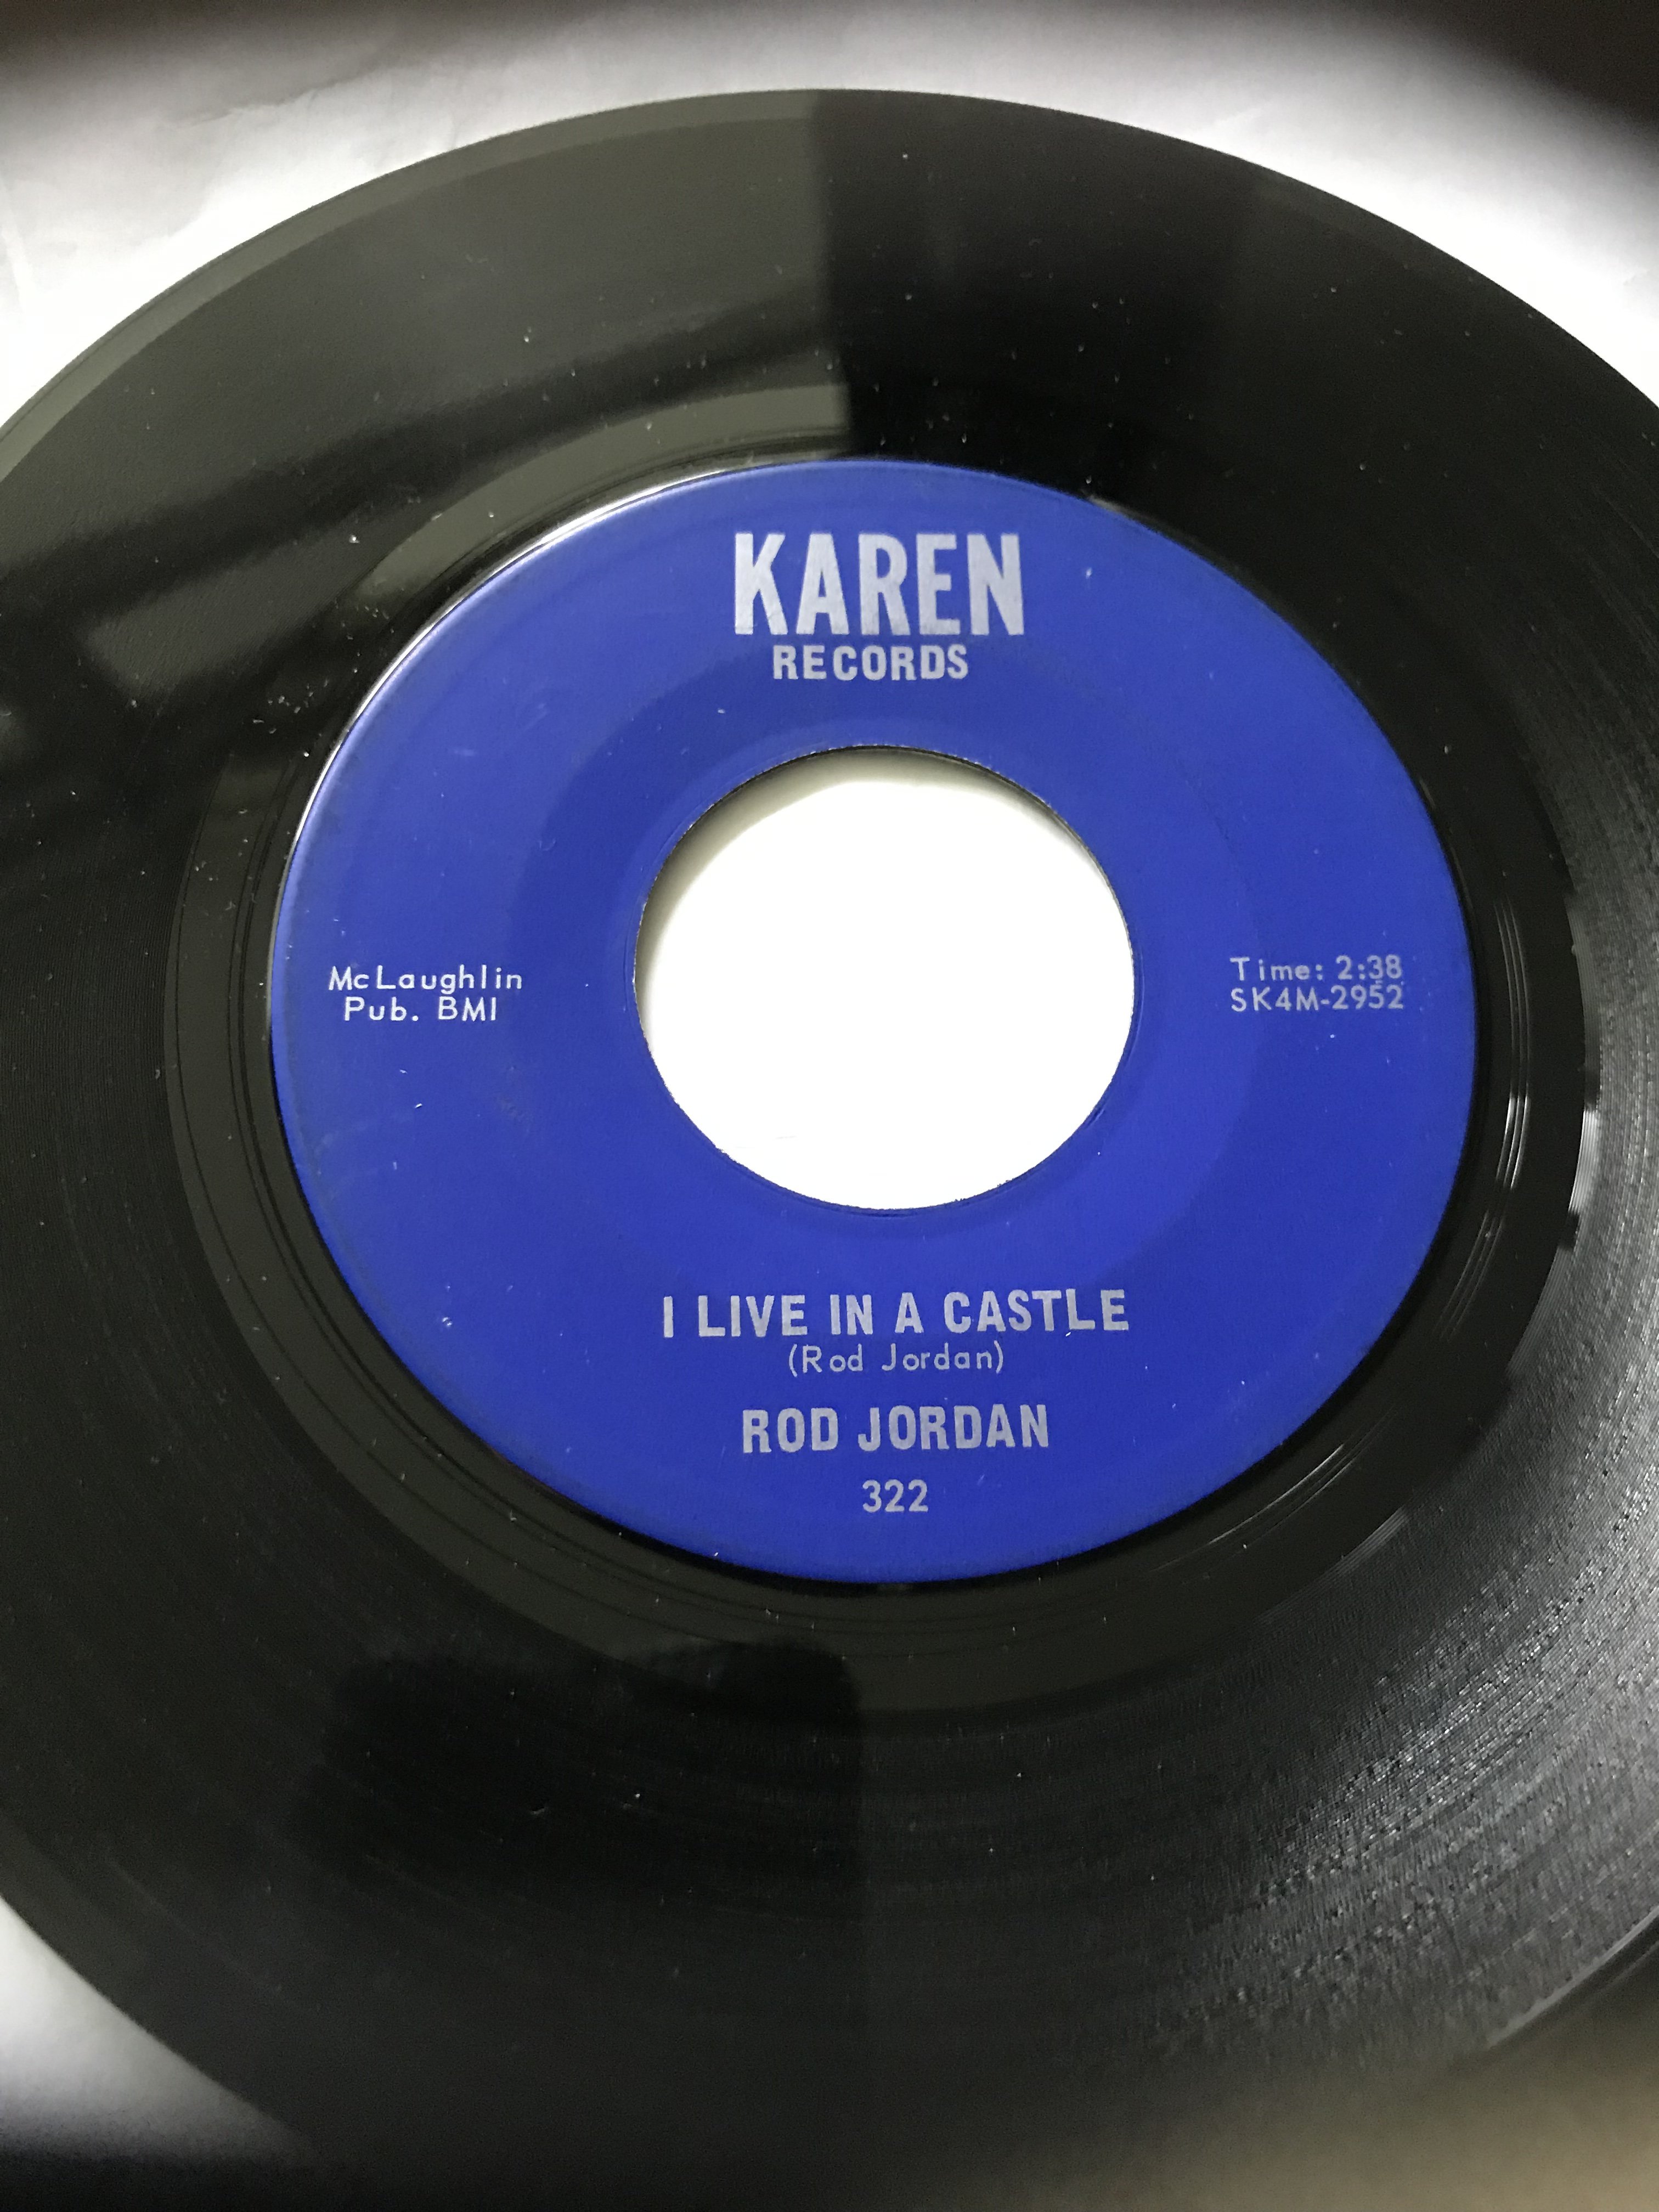 KAREN
RECORDS
McLaughlin
Pub. BMI
Time: 2:38
SK4M-2952
I LIVE IN A CASTLE
(Rod Jordan)
ROD JORDAN
322